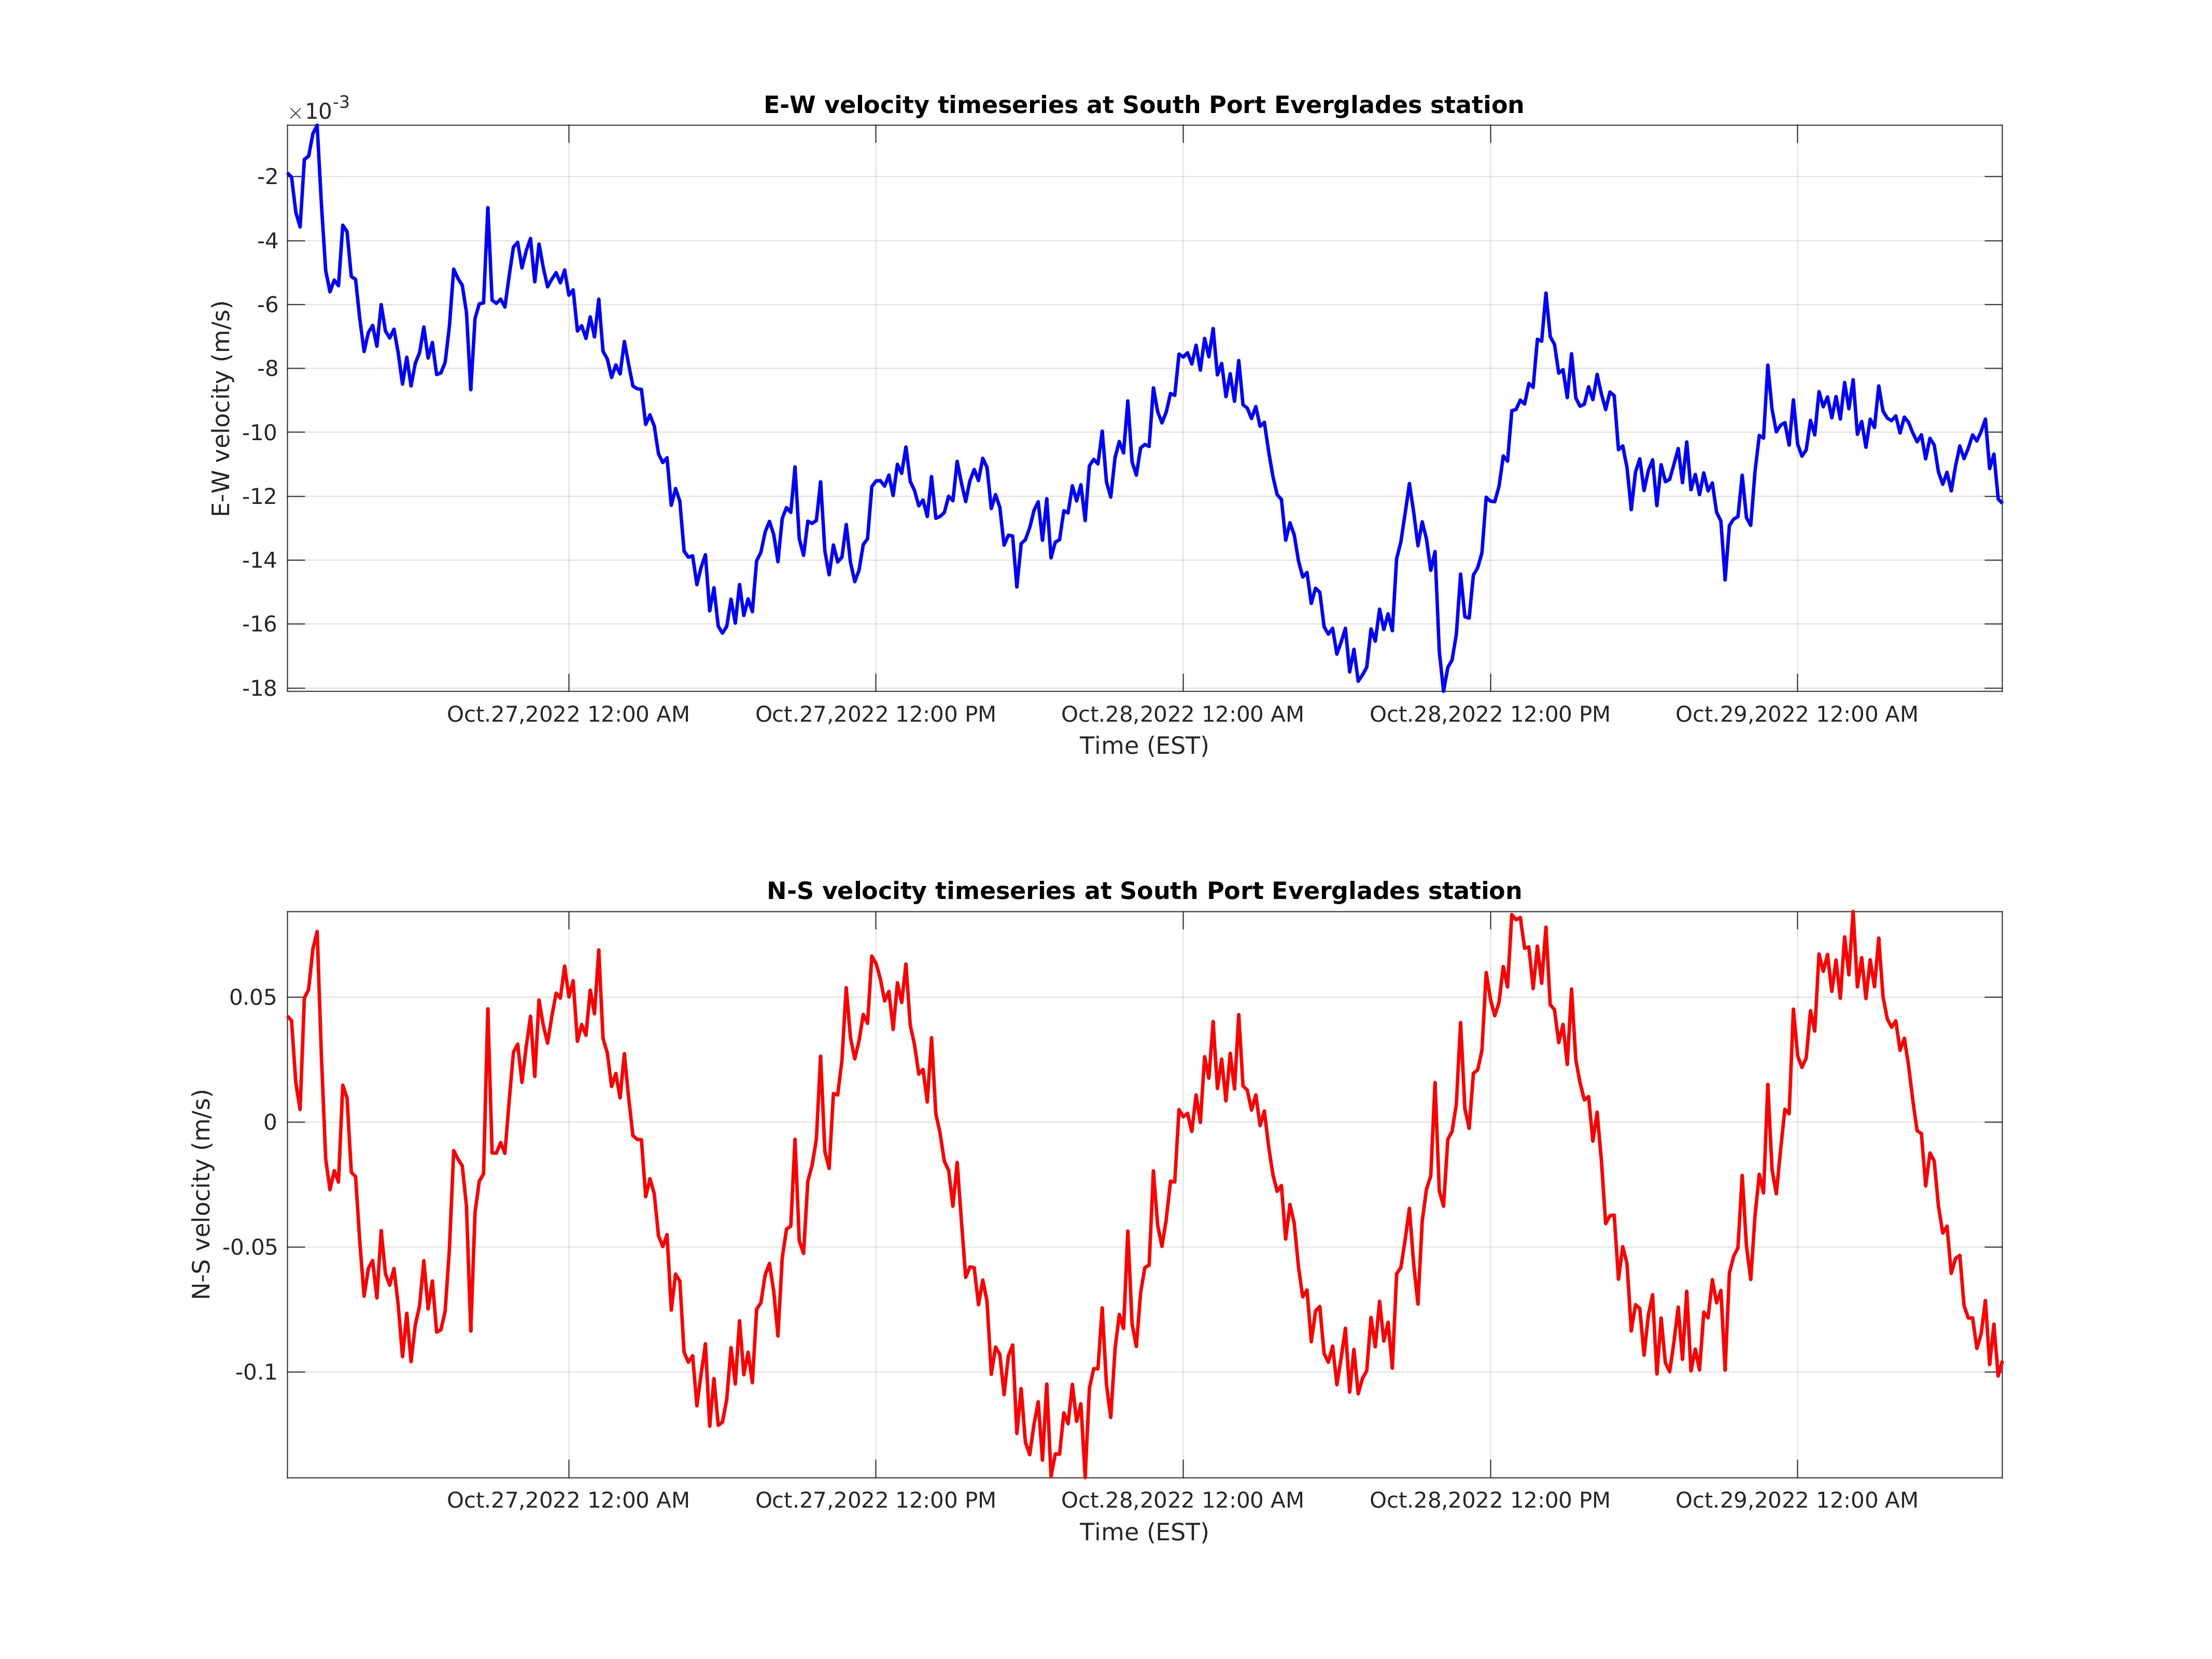 E-W velocity timeseries at South Port Everglades station
×10-3
-2
-4
-6
-8
-10
-12
-14
-16
-18
E-W velocity (m/s)
Oct.27,2022 12:00 AM
Oct.27,2022 12:00 PM
Oct.28,2022 12:00 AM
Oct.28,2022 12:00 PM
Oct.29,2022 12:00 AM
Time (EST)
N-S velocity timeseries at South Port Everglades station
0.05
0
-0.05
-0.1
N-S velocity (m/s)
Oct.27,2022 12:00 AM
Oct.27,2022 12:00 PM
Oct.28,2022 12:00 AM
Oct.28,2022 12:00 PM
Oct.29,2022 12:00 AM
Time (EST)